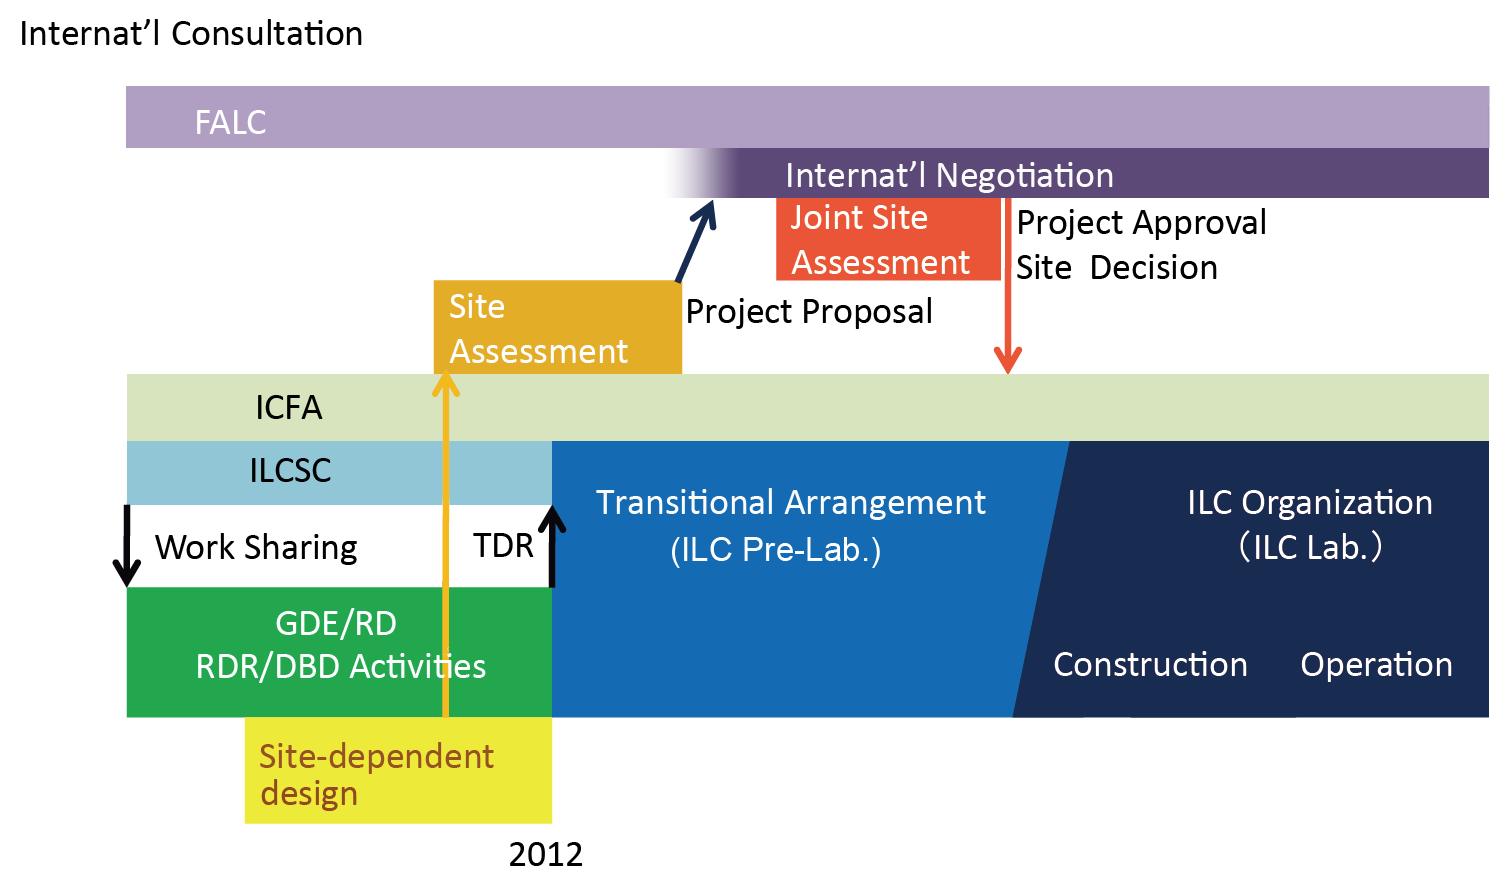 Internat’l Consultation
FALC
Internat’l Negotiation
Joint Site
Assessment
Project Approval
Site Decision
Site
Assessment
Project Proposal
ICFA
ILCSC
Work Sharing
TDR
Transitional Arrangement
(ILC Pre-Lab.)
ILC Organization
（ILC Lab.）
GDE/RD
RDR/DBD Activities
Construction
Operation
Site-dependent
design
2012